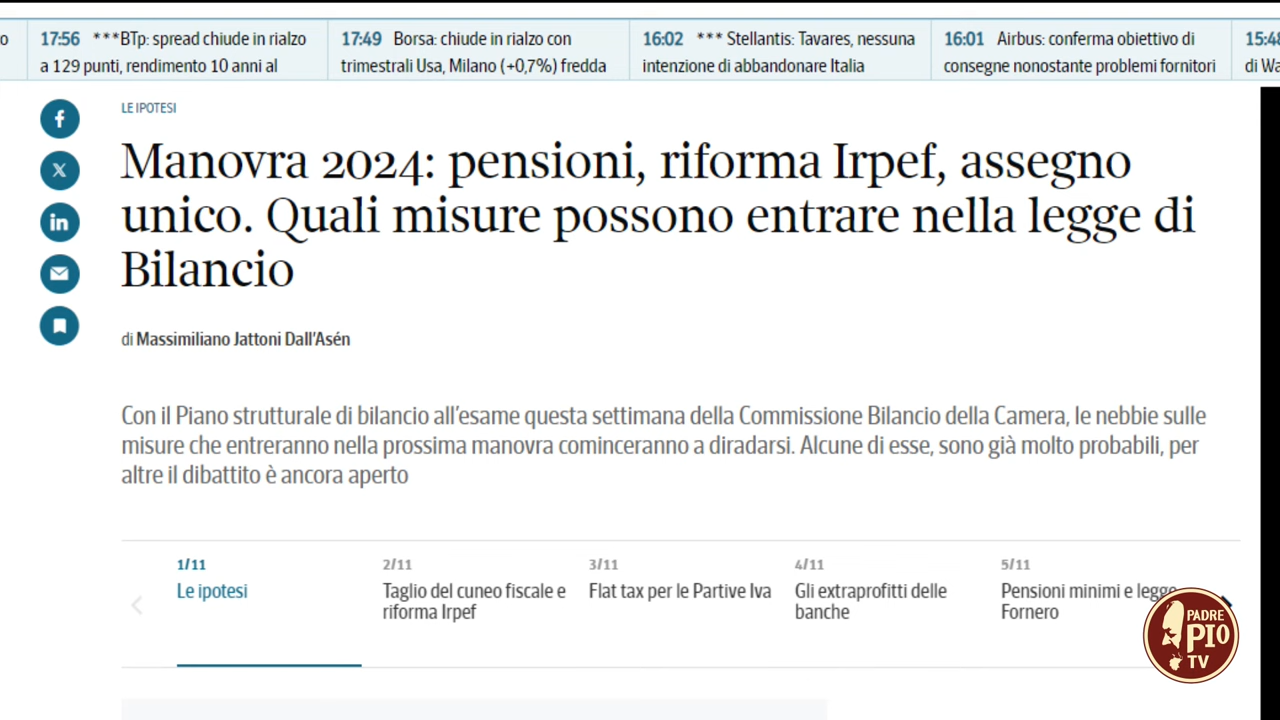 o
17:56 ***BTp: spread chiude in rialzo
a 129 punti, rendimento 10 anni al
17:49 Borsa: chiude in rialzo con
trimestrali Usa, Milano (+0,7%) fredda
16:02 *** Stellantis: Tavares, nessuna
intenzione di abbandonare Italia
16:01 Airbus: conferma obiettivo di
consegne nonostante problemi fornitori
15:48
di Wa
LE IPOTESI
Manovra 2024: pensioni, riforma Irpef, assegno
unico. Quali misure possono entrare nella legge di
Bilancio
di Massimiliano Jattoni Dall'Asén
Con il Piano strutturale di bilancio all'esame questa settimana della Commissione Bilancio della Camera, le nebbie sulle
misure che entreranno nella prossima manovra cominceranno a diradarsi. Alcune di esse, sono già molto probabili, per
altre il dibattito è ancora aperto
1/11
Le ipotesi
2/11
Taglio del cuneo fiscale e
riforma Irpef
3/11
Flat tax per le Partive Iva
4/11
Gli extraprofitti delle
banche
5/11
Pensioni minimi e legge
Fornero
PADRE
PIO
TV